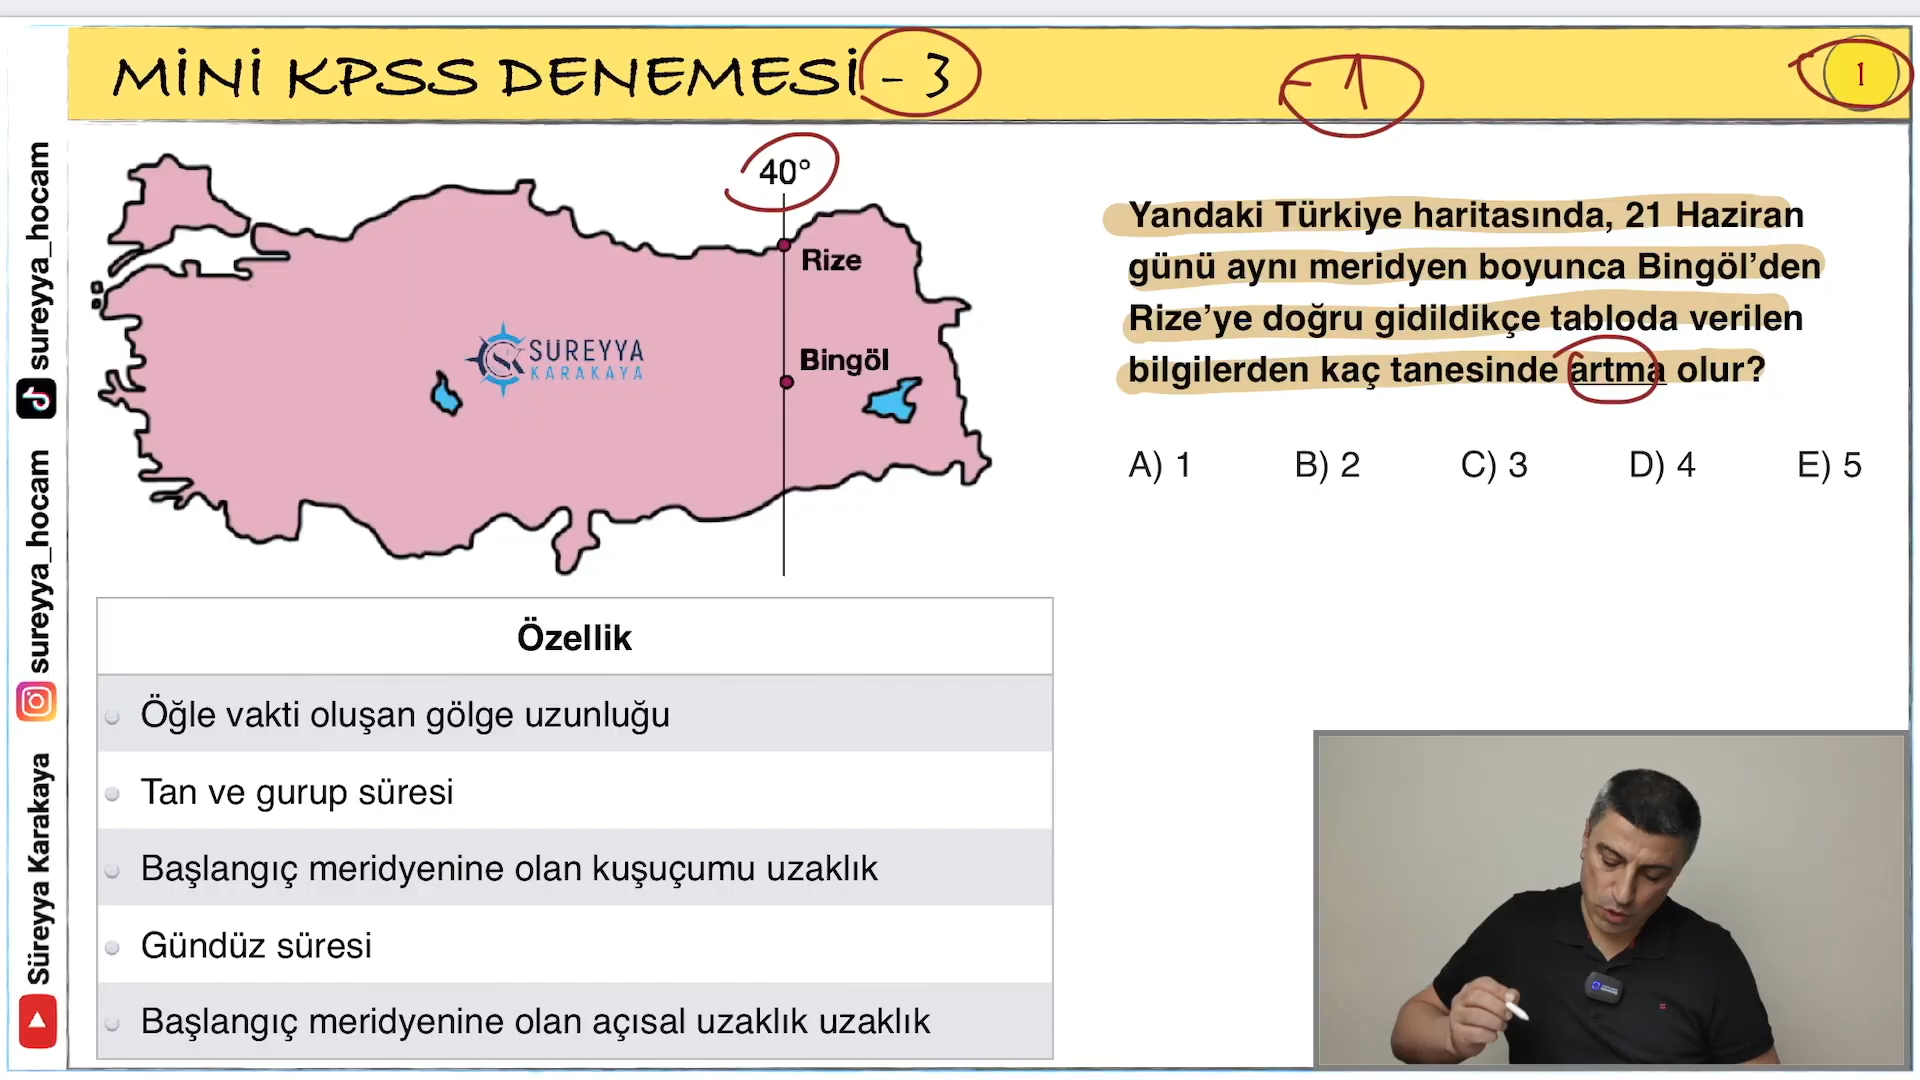 MİNİ KPSS DENEMESİ - 3
1
1
sureyya_hocam
sureyya_hocam
Süreyya Karakaya
40°
Rize
Bingöl
SÜREYYA
KARAKAYA
Yandaki Türkiye haritasında, 21 Haziran
günü aynı meridyen boyunca Bingöl’den
Rize’ye doğru gidildikçe tabloda verilen
bilgilerden kaç tanesinde artma olur?
A) 1 B) 2 C) 3 D) 4 E) 5
Özellik
Öğle vakti oluşan gölge uzunluğu
Tan ve gurup süresi
Başlangıç meridyenine olan kuşuçumu uzaklık
Gündüz süresi
Başlangıç meridyenine olan açısal uzaklık uzaklık